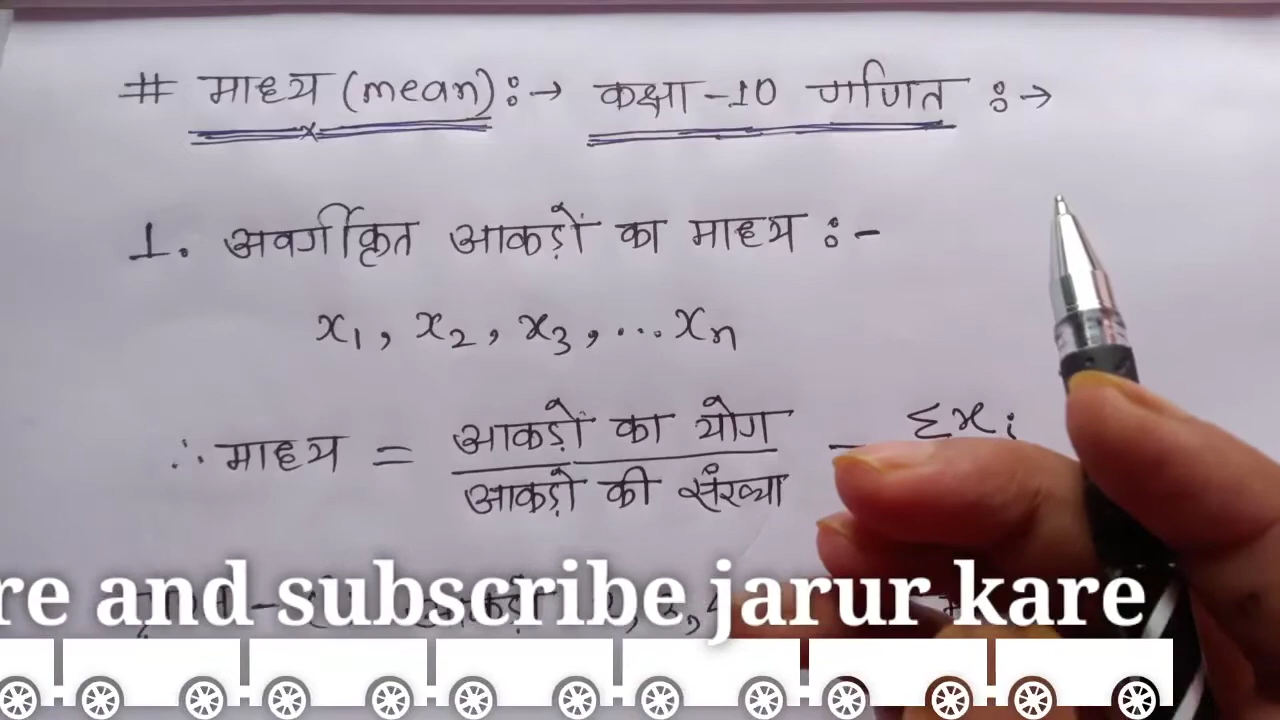 # माध्य (mean) :→ कक्षा -10 गणित :→
1. अवर्गीकृत आकड़ों का माध्य :-
x₁, x₂, x₃, ... xn
∴ माध्य = आकड़ों का योग / आकड़ों की संख्या = Σxi
re and subscribe jarur kare